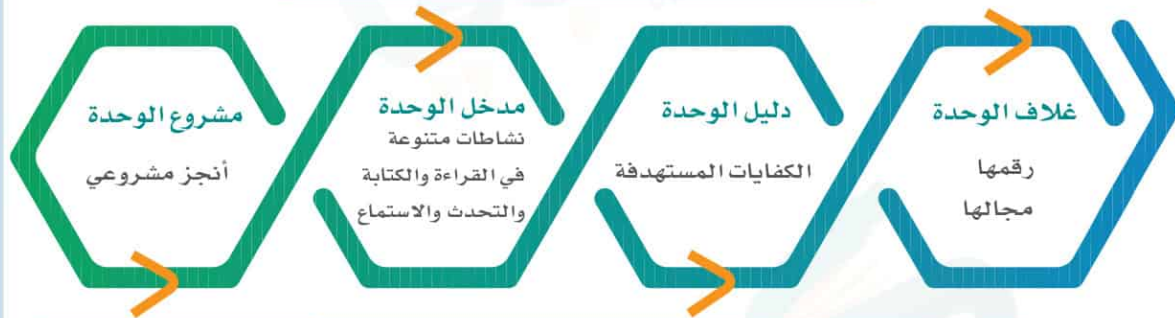 غلاف الوحدة
رقمها
مجالها
دليل الوحدة
الكفايات المستهدفة
مدخل الوحدة
نشاطات متنوعة
في القراءة والكتابة
والتحدث والاستماع
مشروع الوحدة
أنجز مشروعي